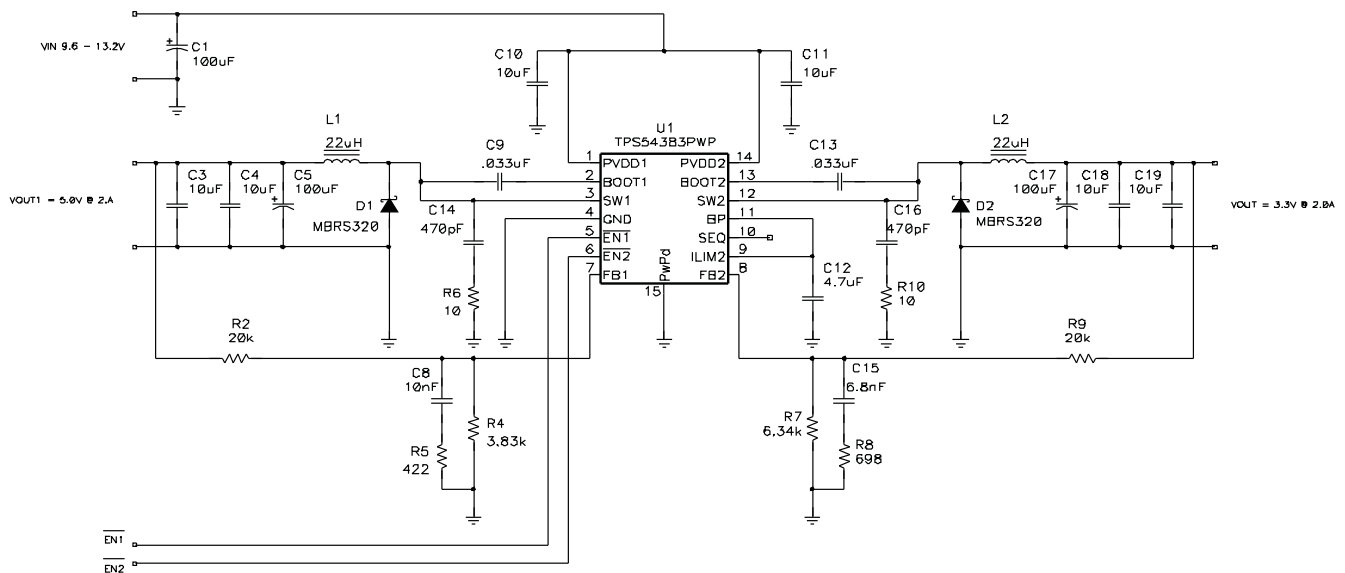 VIN 9.6 - 13.2V
C1
100uF
C10
10uF
C11
10uF
L1
22uH
L2
22uH
U1
TPS54383PWP
C9
.033uF
C13
.033uF
1 PVDD1 PVDD2 14
2 BOOT1 BOOT2 13
3 SW1 SW2 12
4 GND BP 11
5 EN1 SEQ 10
6 EN2 ILIM2 9
7 FB1 FB2 8
PwPd
15
C3
10uF
C4
10uF
C5
100uF
VOUT1 = 5.0V @ 2.A
D1
MBRS320
C14
470pF
C16
470pF
D2
MBRS320
C17
100uF
C18
10uF
C19
10uF
VOUT = 3.3V @ 2.0A
R6
10
C12
4.7uF
R10
10
R2
20k
R9
20k
C8
10nF
C15
6.8nF
R4
3.83k
R5
422
R7
6.34k
R8
698
EN1
EN2